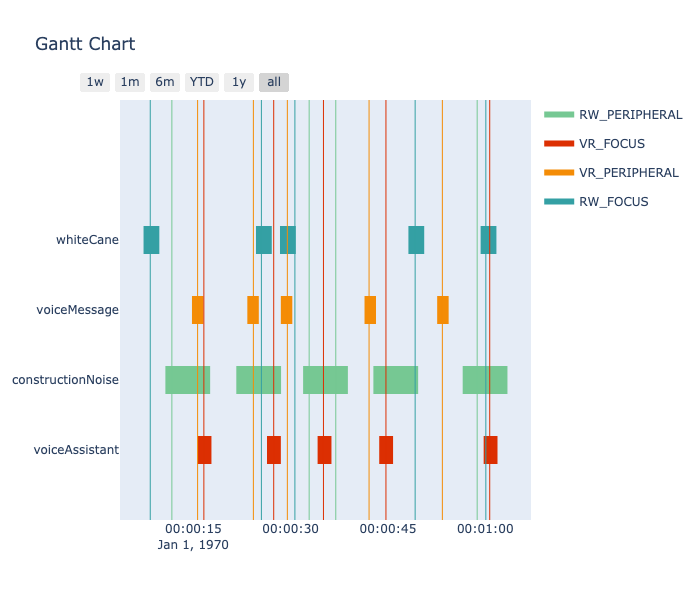 Gantt Chart
1w 1m 6m YTD 1y all
RW_PERIPHERAL
VR_FOCUS
VR_PERIPHERAL
RW_FOCUS
whiteCane
voiceMessage
constructionNoise
voiceAssistant
00:00:15 00:00:30 00:00:45 00:01:00
Jan 1, 1970